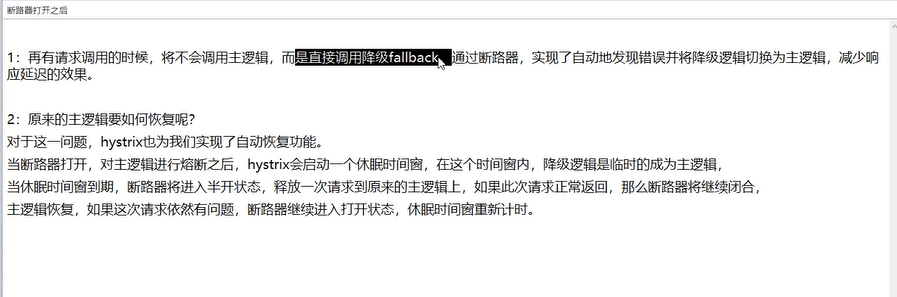 断路器打开之后
1：再有请求调用的时候，将不会调用主逻辑，而是直接调用降级fallback。通过断路器，实现了自动地发现错误并将降级逻辑切换为主逻辑，减少响
应延迟的效果。
2：原来的主逻辑要如何恢复呢？
对于这一问题，hystrix也为我们实现了自动恢复功能。
当断路器打开，对主逻辑进行熔断之后，hystrix会启动一个休眠时间窗，在这个时间窗内，降级逻辑是临时的成为主逻辑，
当休眠时间窗到期，断路器将进入半开状态，释放一次请求到原来的主逻辑上，如果此次请求正常返回，那么断路器将继续闭合，
主逻辑恢复，如果这次请求依然有问题，断路器继续进入打开状态，休眠时间窗重新计时。